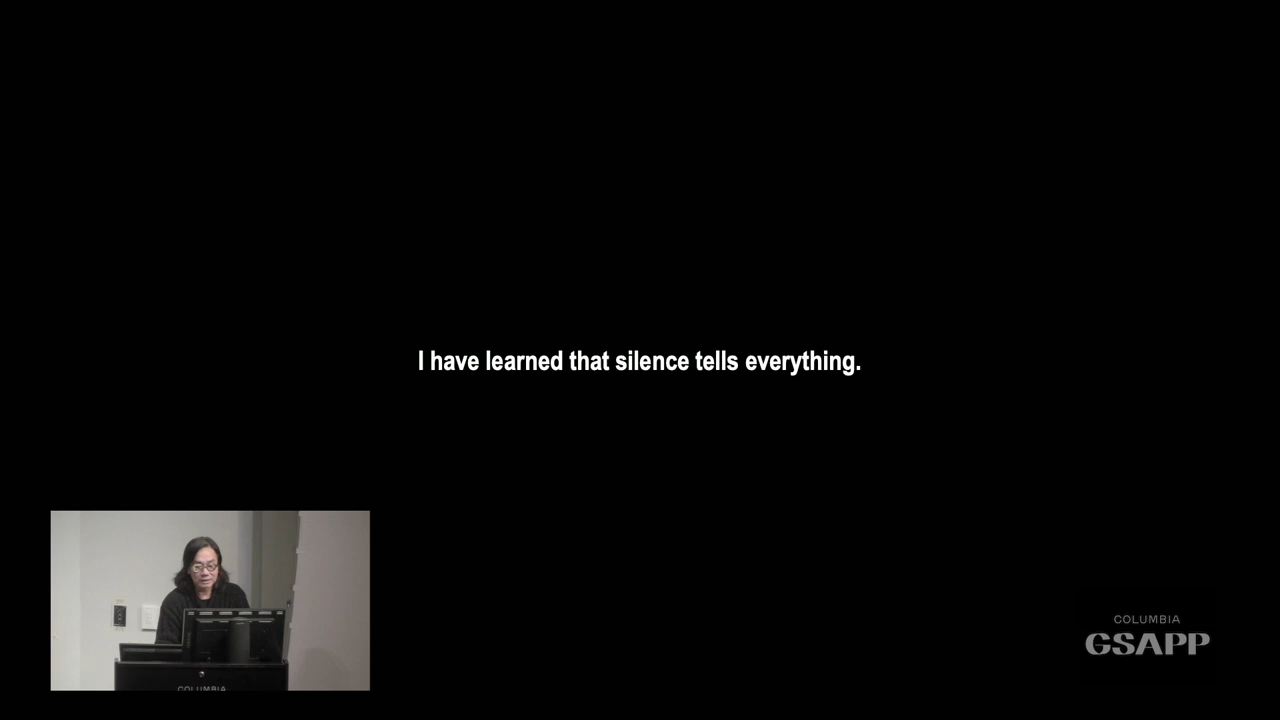 I have learned that silence tells everything.
COLUMBIA
COLUMBIA
GSAPP